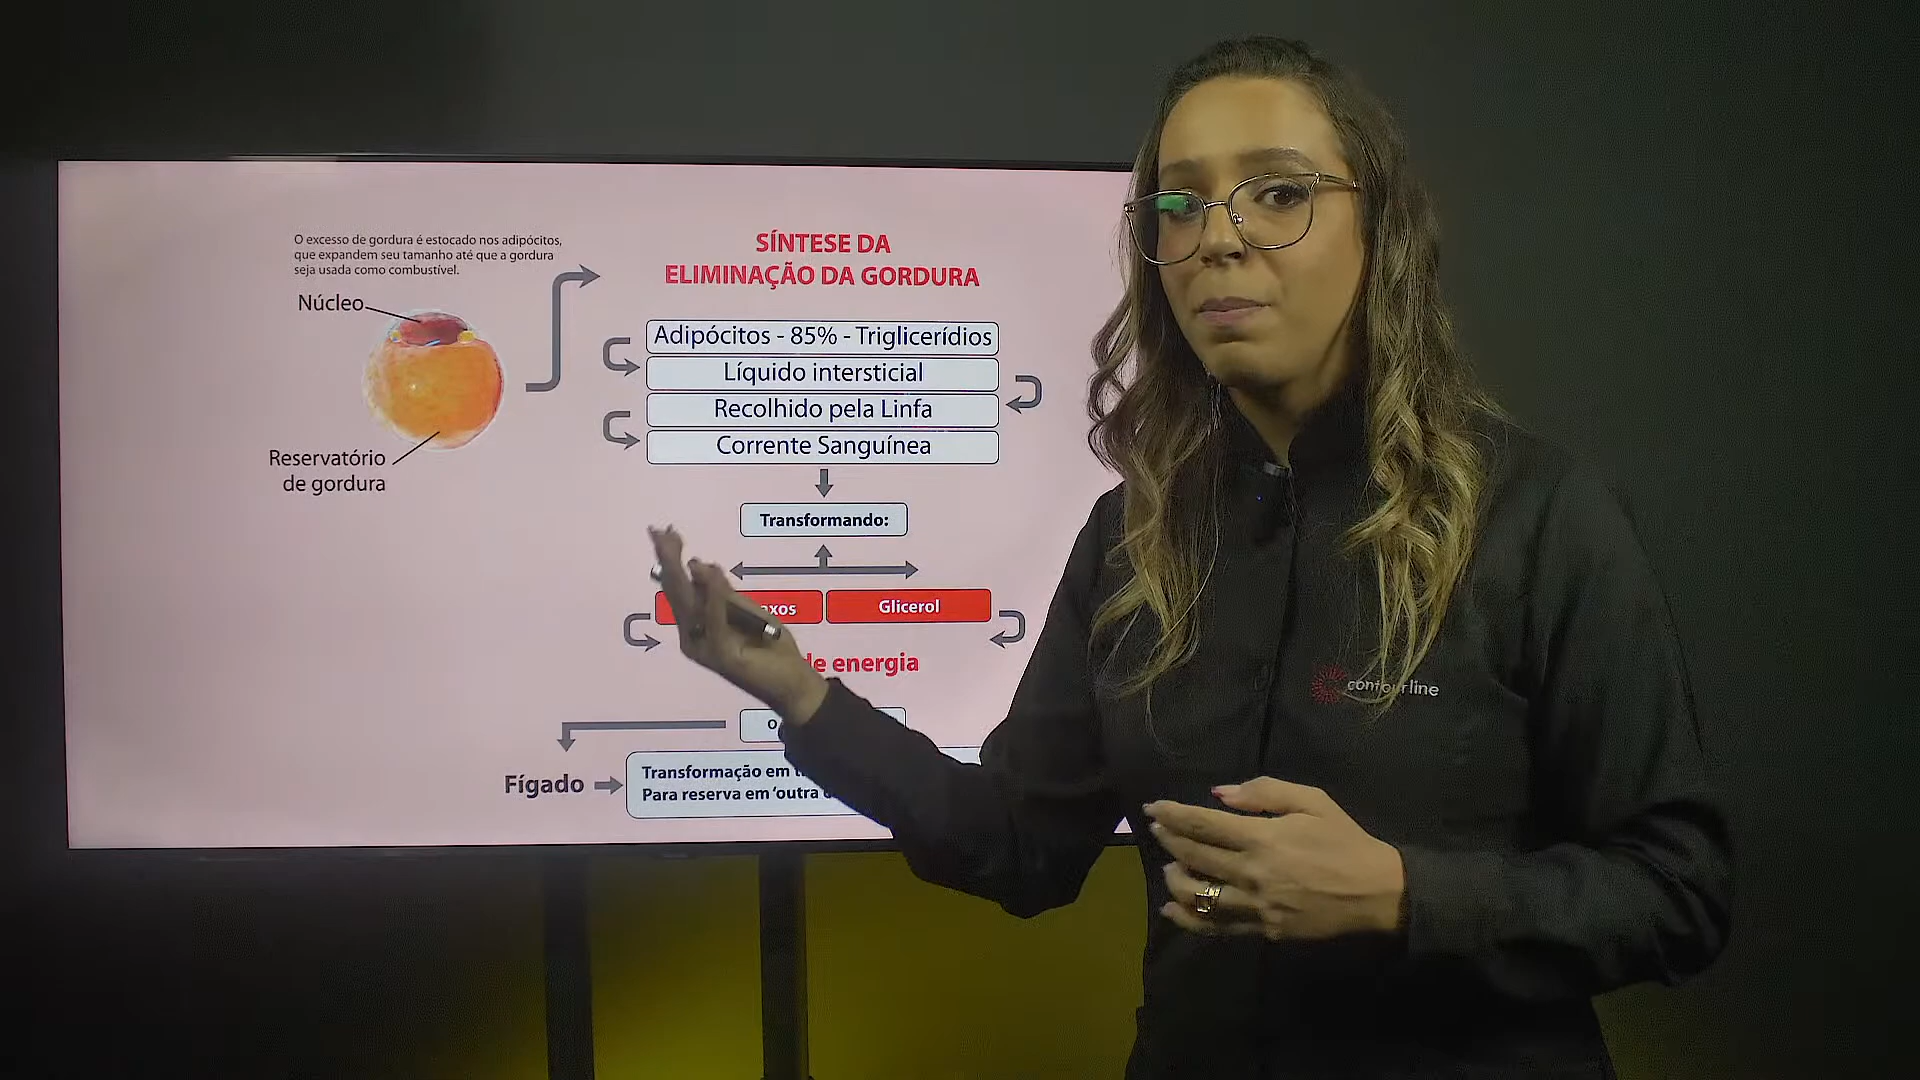 O excesso de gordura é estocado nos adipócitos,
que expandem seu tamanho até que a gordura
seja usada como combustível.
Núcleo
Reservatório
de gordura
SÍNTESE DA
ELIMINAÇÃO DA GORDURA
Adipócitos - 85% - Triglicerídios
Líquido intersticial
Recolhido pela Linfa
Corrente Sanguínea
Transformando:
Glicerol
de energia
Fígado
Transformação em
Para reserva em ‘outra
contourline